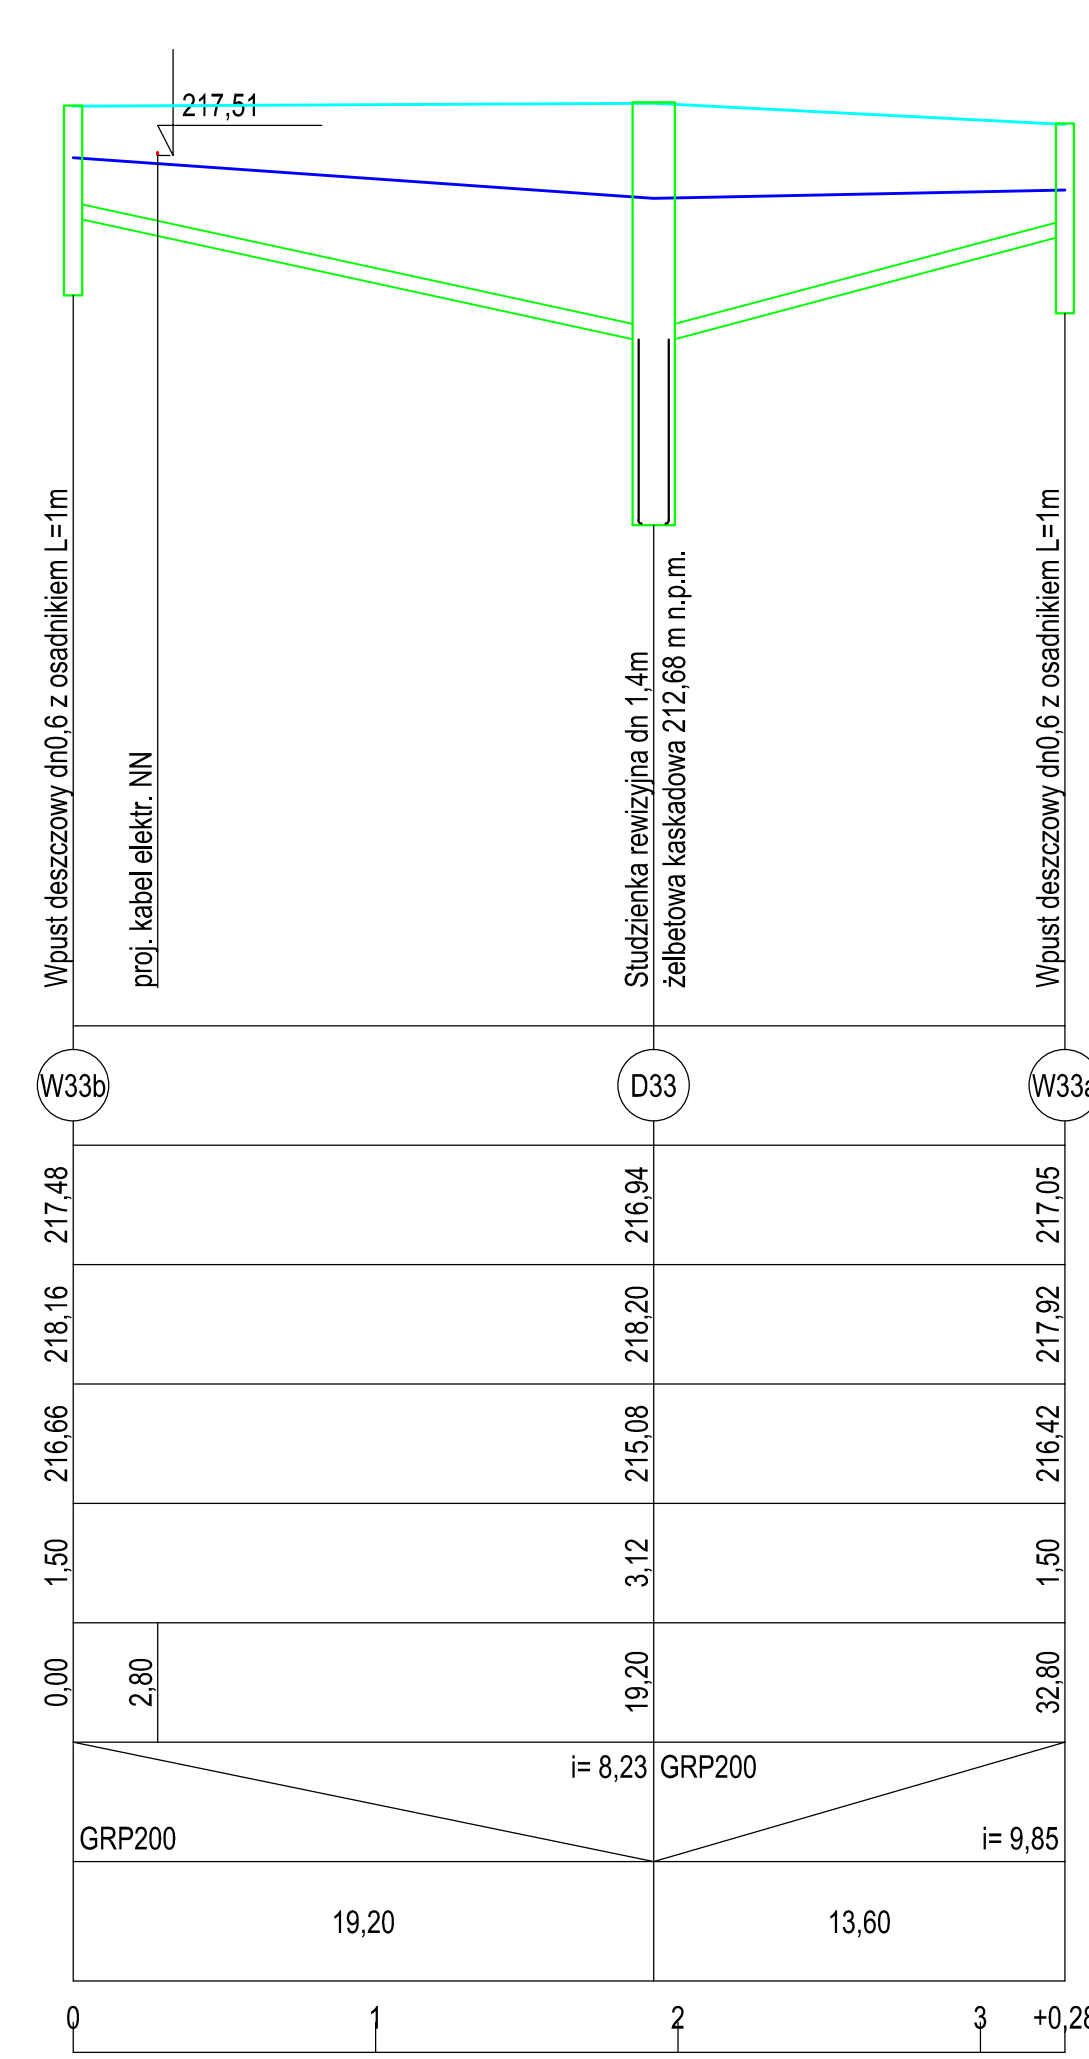 217,51
Wpust deszczowy dn0,6 z osadnikiem L=1m
proj. kabel elektr. NN
Studzienka rewizyjna dn 1,4m
żelbetowa kaskadowa 212,68 m n.p.m.
Wpust deszczowy dn0,6 z osadnikiem L=1m
W33b D33 W33a
217,48 216,94 217,05
218,16 218,20 217,92
216,66 215,08 216,42
1,50 3,12 1,50
0,00 2,80 19,20 32,80
i= 8,23 GRP200
GRP200 i= 9,85
19,20 13,60
0 1 2 3 +0,28